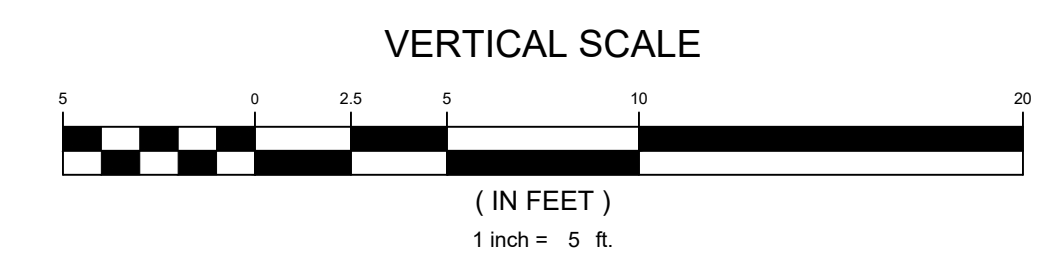 VERTICAL SCALE
5 0 2.5 5 10 20
( IN FEET )
1 inch = 5 ft.